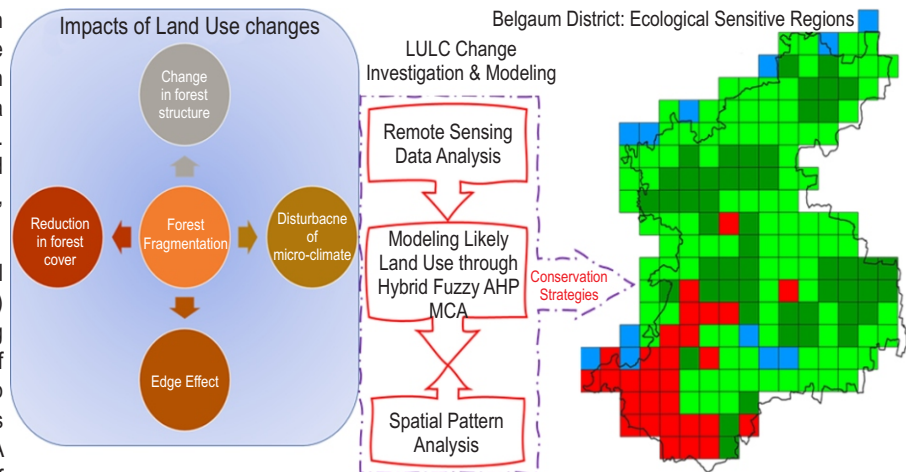 Impacts of Land Use changes
Change
in forest
structure
Reduction
in forest
cover
Forest
Fragmentation
Disturbacne
of
micro-climate
Edge Effect
LULC Change
Investigation & Modeling
Remote Sensing
Data Analysis
Modeling Likely
Land Use through
Hybrid Fuzzy AHP
MCA
Spatial Pattern
Analysis
Conservation
Strategies
Belgaum District: Ecological Sensitive Regions